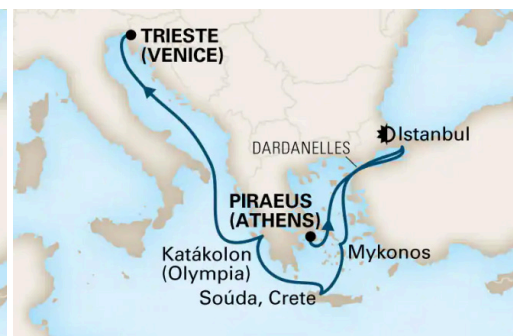 TRIESTE
(VENICE)
Istanbul
DARDANELLES
PIRAEUS
(ATHENS)
Katákolon
(Olympia)
Mykonos
Soúda, Crete